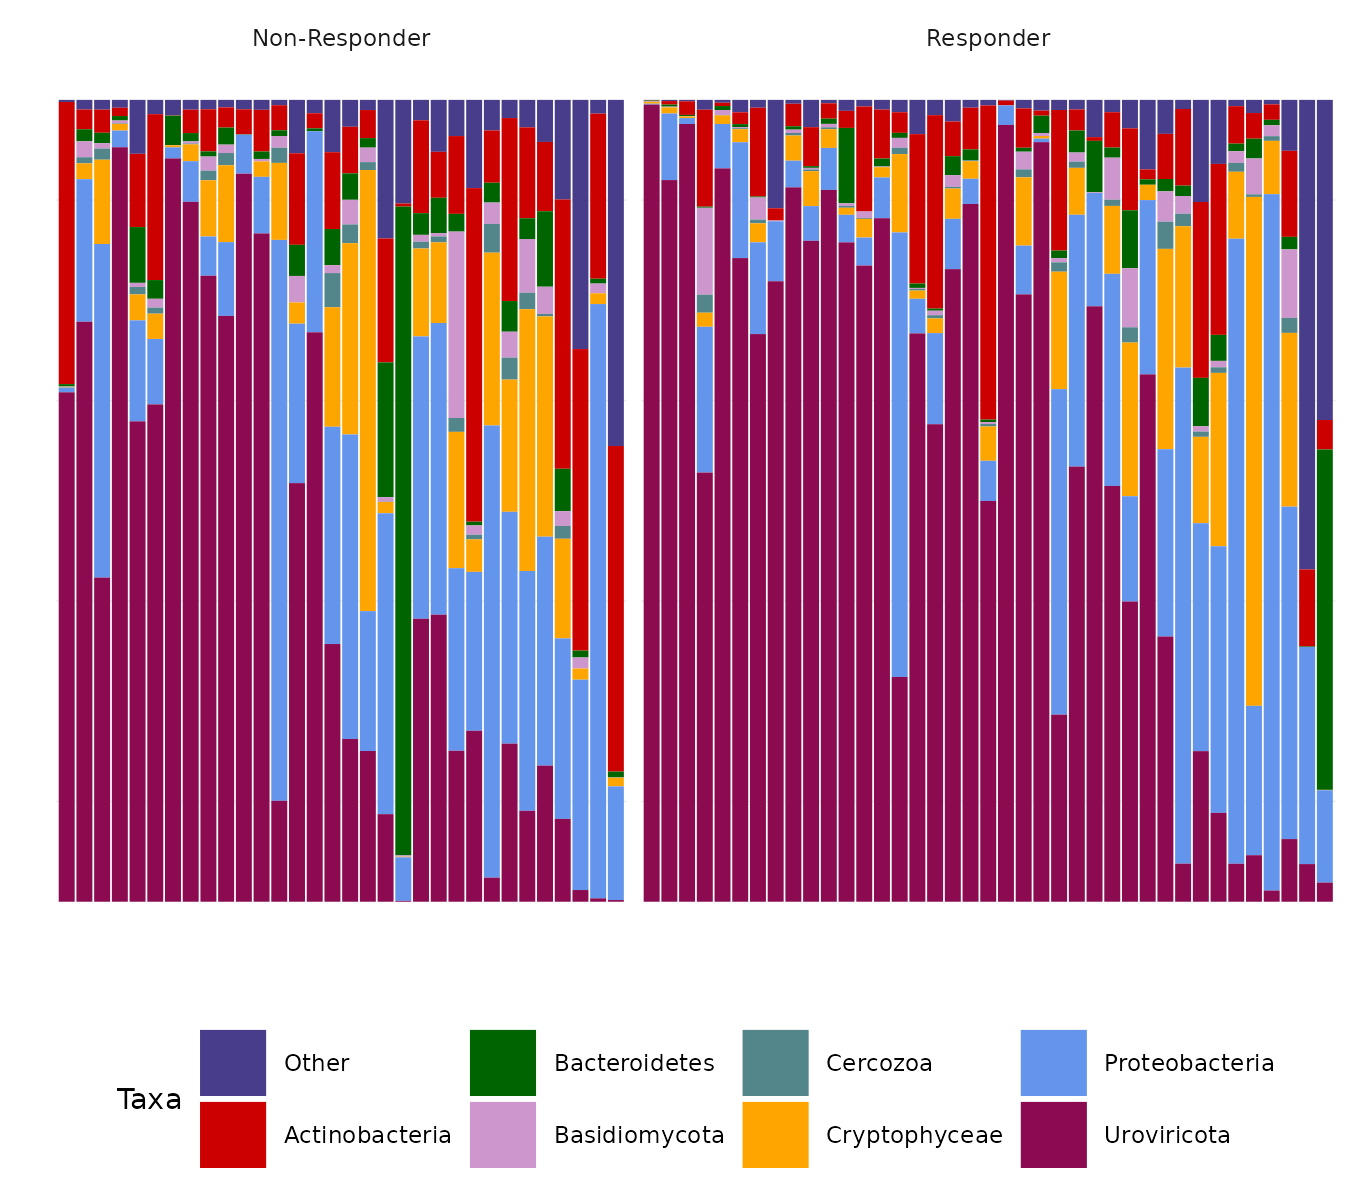 Non-Responder
Responder
Taxa
Other
Bacteroidetes
Cercozoa
Proteobacteria
Actinobacteria
Basidiomycota
Cryptophyceae
Uroviricota